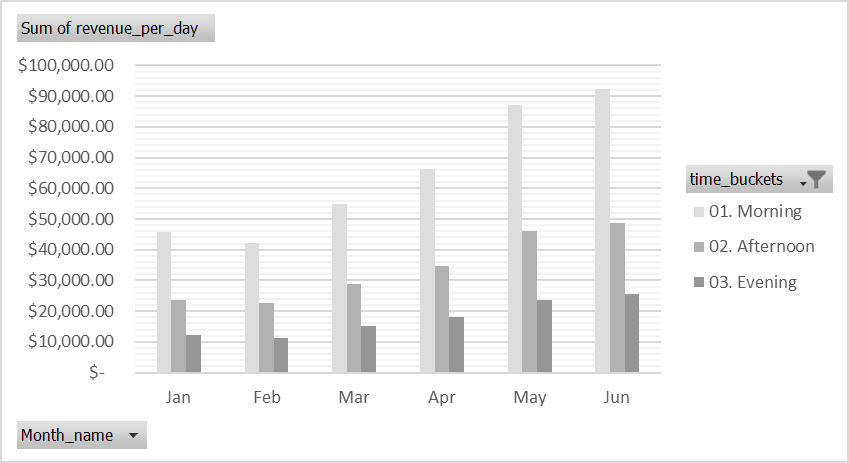 Sum of revenue_per_day
$100,000.00
$90,000.00
$80,000.00
$70,000.00
$60,000.00
$50,000.00
$40,000.00
$30,000.00
$20,000.00
$10,000.00
$-
Jan Feb Mar Apr May Jun
time_buckets
01. Morning
02. Afternoon
03. Evening
Month_name